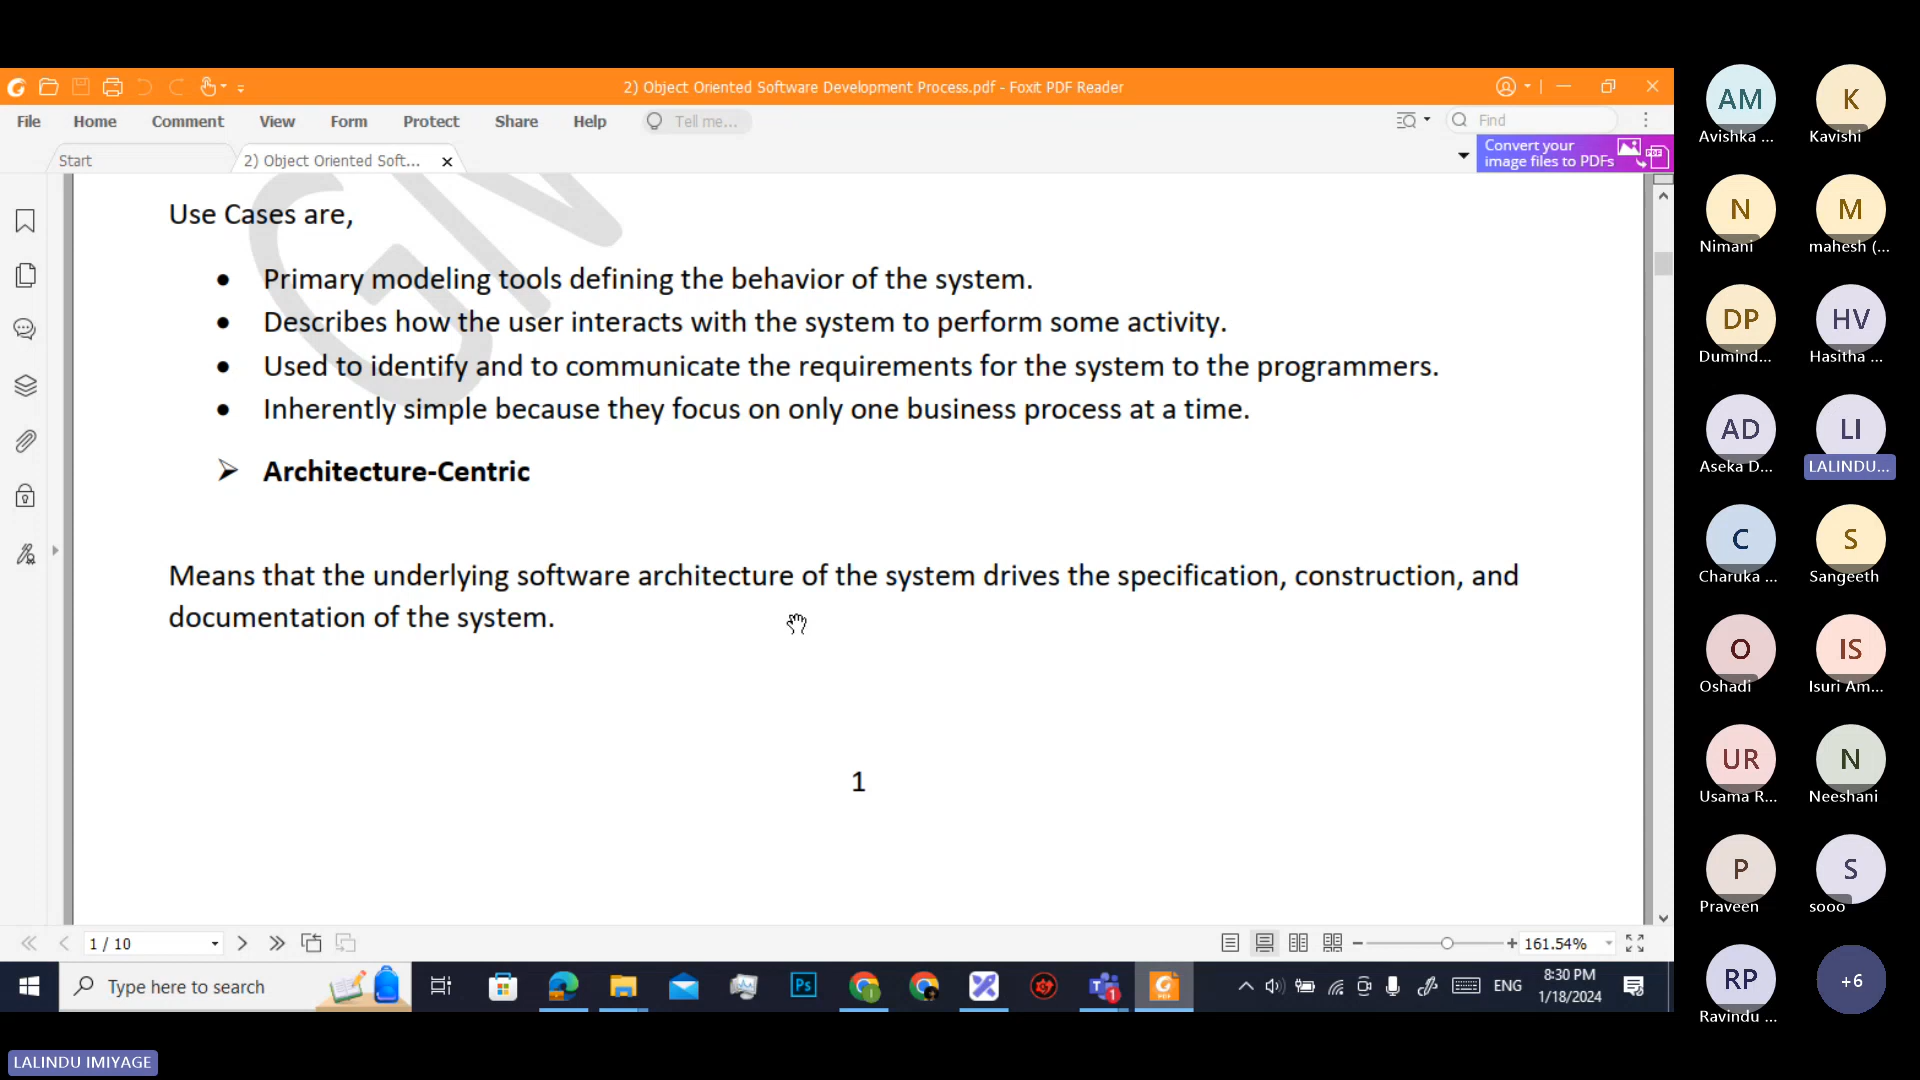 2) Object Oriented Software Development Process.pdf - Foxit PDF Reader
File Home Comment View Form Protect Share Help Tell me... Find
Start
2) Object Oriented Soft...
Convert your
image files to PDFs
PDF
Use Cases are,
• Primary modeling tools defining the behavior of the system.
• Describes how the user interacts with the system to perform some activity.
• Used to identify and to communicate the requirements for the system to the programmers.
• Inherently simple because they focus on only one business process at a time.
➢ Architecture-Centric
Means that the underlying software architecture of the system drives the specification, construction, and
documentation of the system.
1
1 / 10
161.54%
Type here to search
Ps
1
ENG
8:30 PM
1/18/2024
LALINDU IMIYAGE
AM
Avishka ...
K
Kavishi
N
Nimani
M
mahesh (...
DP
Dumind...
HV
Hasitha ...
AD
Aseka D...
LI
LALINDU...
C
Charuka ...
S
Sangeeth
O
Oshadi
IS
Isuri Am...
UR
Usama R...
N
Neeshani
P
Praveen
S
sooo
RP
Ravindu ...
+6